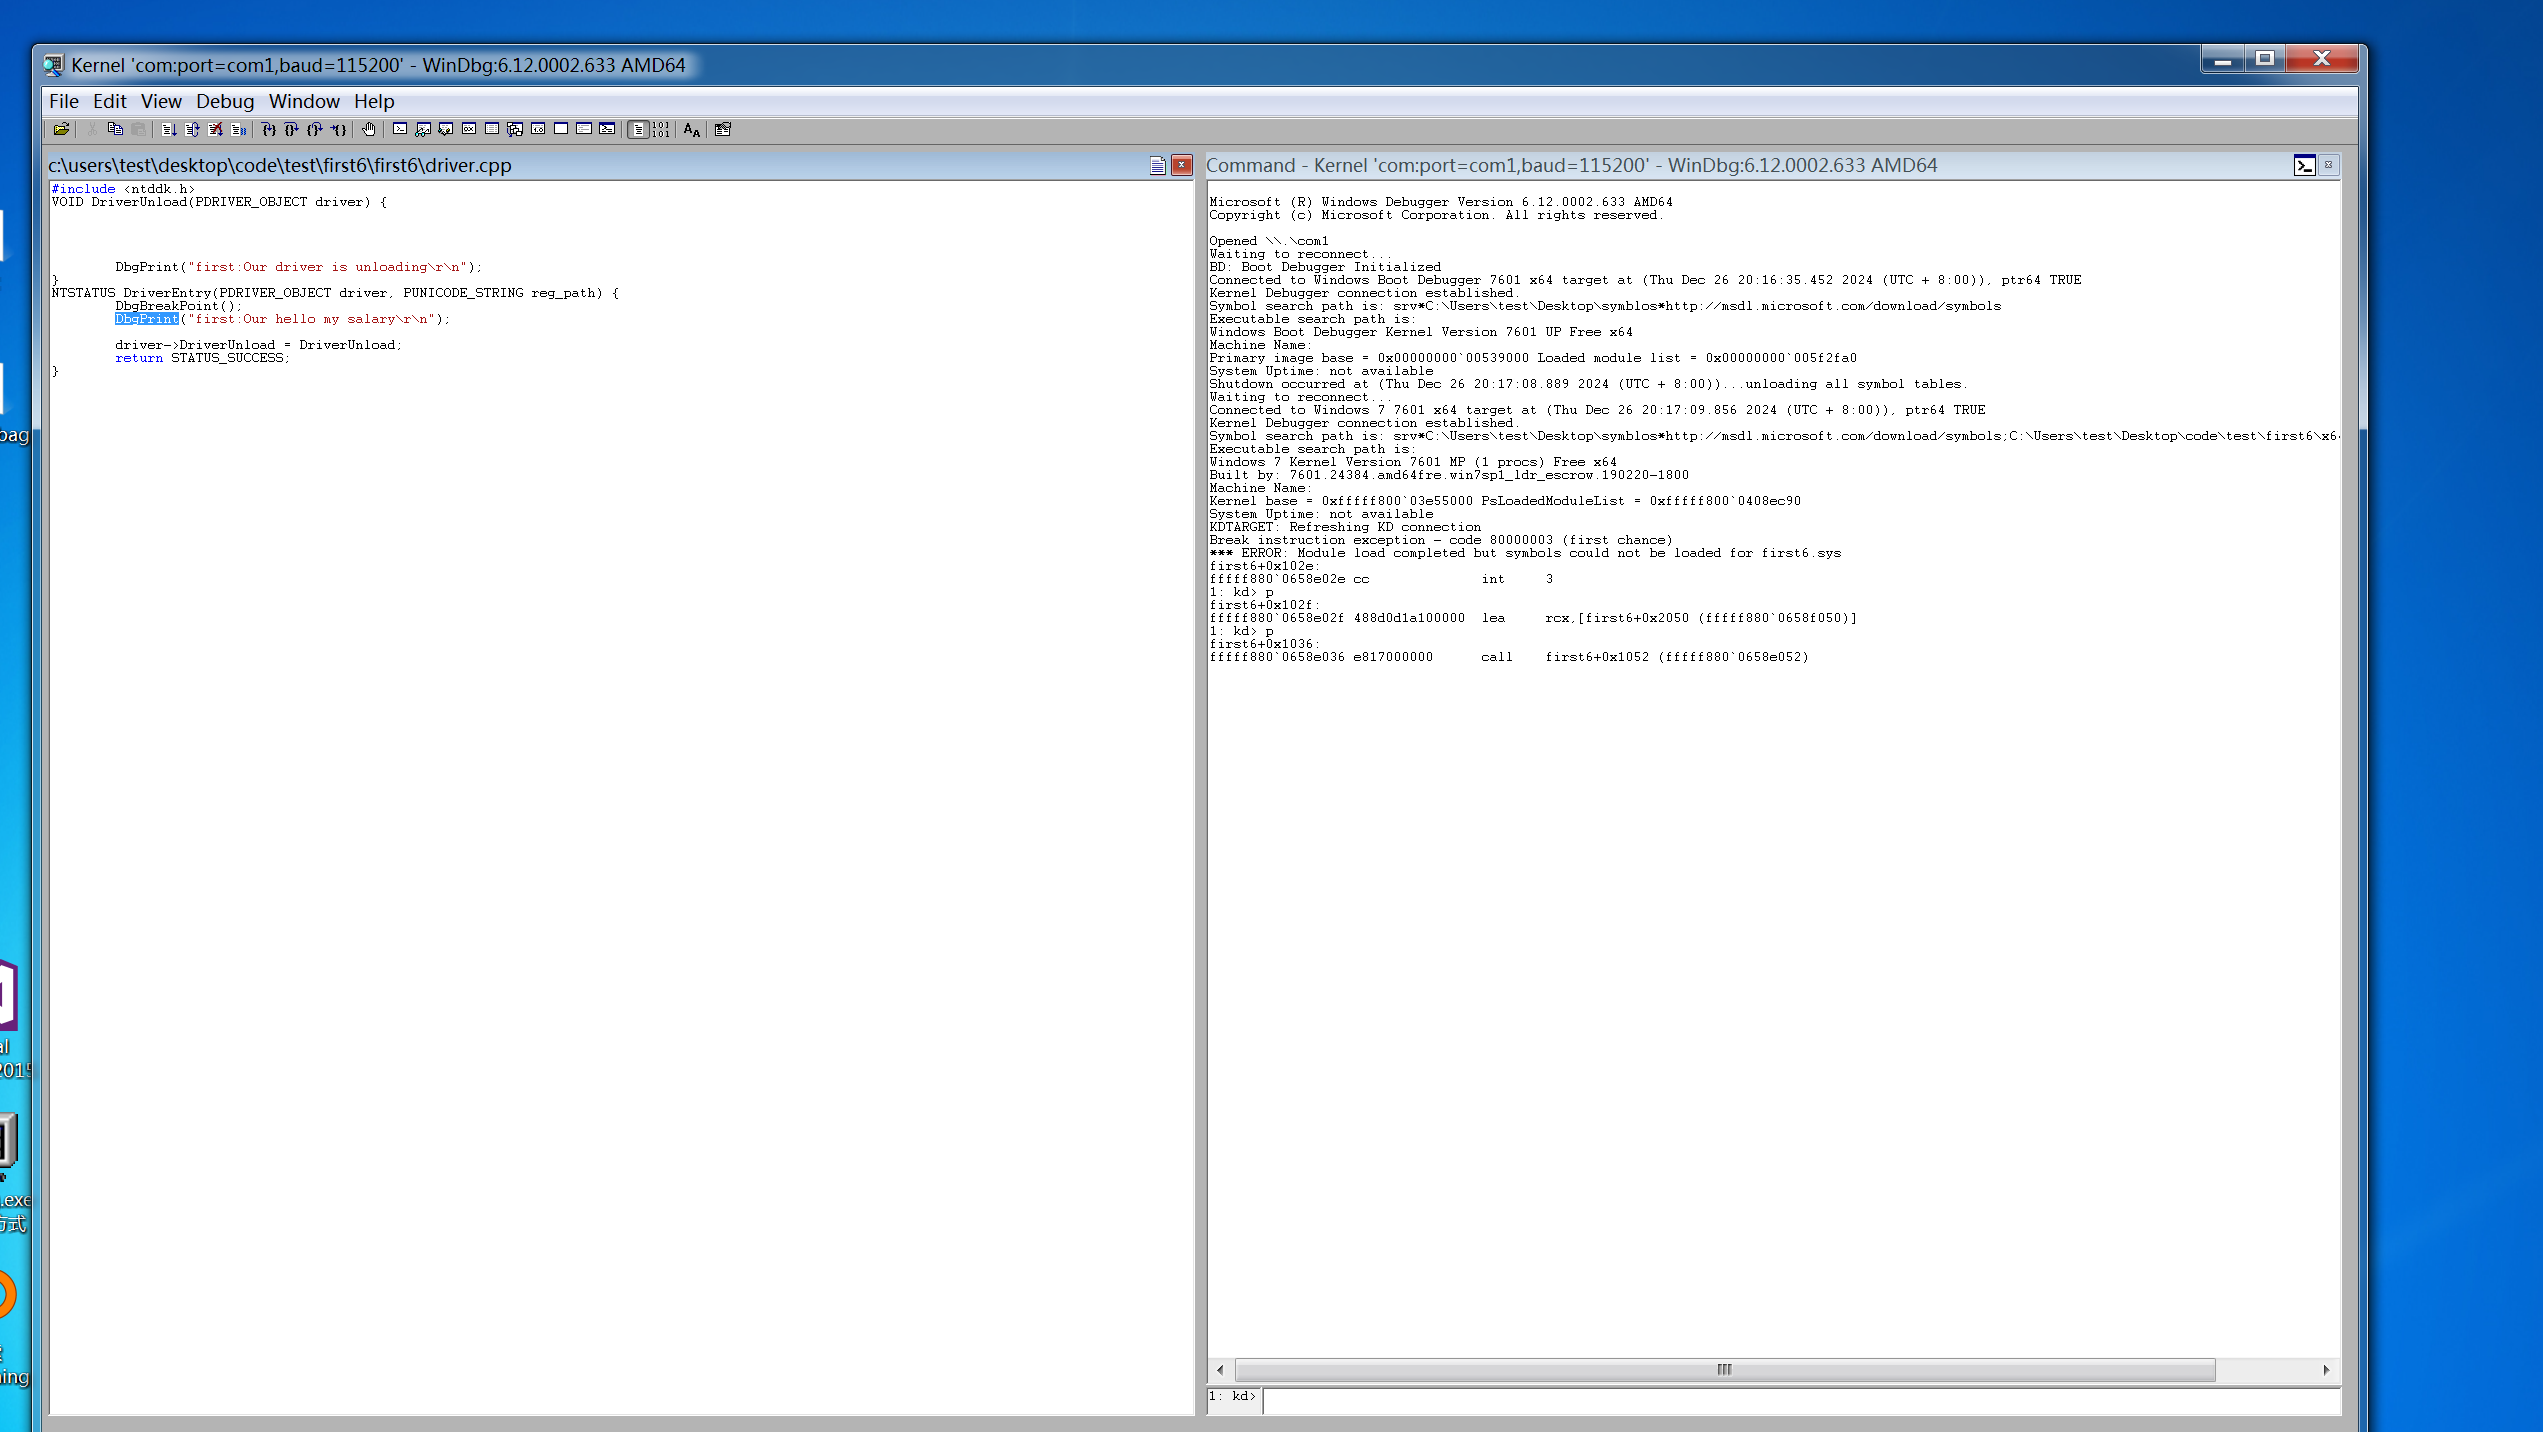 Kernel 'com:port=com1,baud=115200' - WinDbg:6.12.0002.633 AMD64
File Edit View Debug Window Help
c:\users\test\desktop\code\test\first6\first6\driver.cpp
#include <ntddk.h>
VOID DriverUnload(PDRIVER_OBJECT driver) {
DbgPrint("first:Our driver is unloading\r\n");
}
NTSTATUS DriverEntry(PDRIVER_OBJECT driver, PUNICODE_STRING reg_path) {
DbgBreakPoint();
DbgPrint("first:Our hello my salary\r\n");
driver->DriverUnload = DriverUnload;
return STATUS_SUCCESS;
}
Command - Kernel 'com:port=com1,baud=115200' - WinDbg:6.12.0002.633 AMD64
Microsoft (R) Windows Debugger Version 6.12.0002.633 AMD64
Copyright (c) Microsoft Corporation. All rights reserved.
Opened \\.\com1
Waiting to reconnect...
BD: Boot Debugger Initialized
Connected to Windows Boot Debugger 7601 x64 target at (Thu Dec 26 20:16:35.452 2024 (UTC + 8:00)), ptr64 TRUE
Kernel Debugger connection established.
Symbol search path is: srv*C:\Users\test\Desktop\symblos*http://msdl.microsoft.com/download/symbols
Executable search path is:
Windows Boot Debugger Kernel Version 7601 UP Free x64
Machine Name:
Primary image base = 0x00000000`00539000 Loaded module list = 0x00000000`005f2fa0
System Uptime: not available
Shutdown occurred at (Thu Dec 26 20:17:08.889 2024 (UTC + 8:00))...unloading all symbol tables.
Waiting to reconnect...
Connected to Windows 7 7601 x64 target at (Thu Dec 26 20:17:09.856 2024 (UTC + 8:00)), ptr64 TRUE
Kernel Debugger connection established.
Symbol search path is: srv*C:\Users\test\Desktop\symblos*http://msdl.microsoft.com/download/symbols;C:\Users\test\Desktop\code\test\first6\x6
Executable search path is:
Windows 7 Kernel Version 7601 MP (1 procs) Free x64
Built by: 7601.24384.amd64fre.win7sp1_ldr_escrow.190220-1800
Machine Name:
Kernel base = 0xfffff800`03e55000 PsLoadedModuleList = 0xfffff800`0408ec90
System Uptime: not available
KDTARGET: Refreshing KD connection
Break instruction exception - code 80000003 (first chance)
*** ERROR: Module load completed but symbols could not be loaded for first6.sys
first6+0x102e:
fffff880`0658e02e cc int 3
1: kd> p
first6+0x102f:
fffff880`0658e02f 488d0d1a100000 lea rcx,[first6+0x2050 (fffff880`0658f050)]
1: kd> p
first6+0x1036:
fffff880`0658e036 e817000000 call first6+0x1052 (fffff880`0658e052)
1: kd>
bag
al
2015
.exe
方式
ning